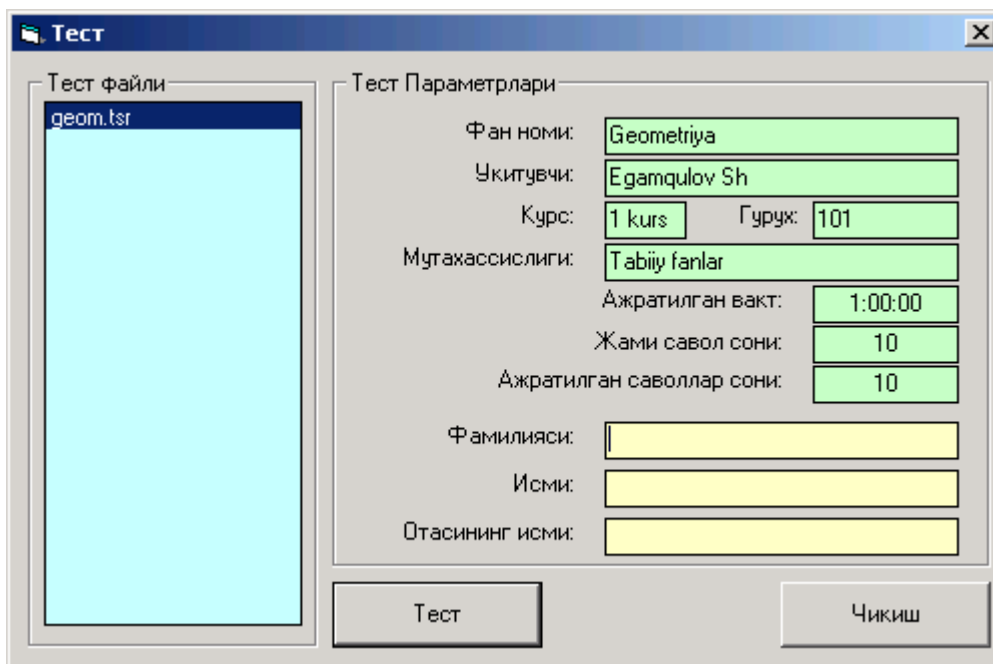 Тест
Тест файли
geom.tsr
Тест Параметрлари
Фан номи: Geometriya
Укитувчи: Egamqulov Sh
Курс: 1 kurs Гурух: 101
Мутахассислиги: Tabiiy fanlar
Ажратилган вакт: 1:00:00
Жами савол сони: 10
Ажратилган саволлар сони: 10
Фамилияси:
Исми:
Отасининг исми:
Тест Чикиш